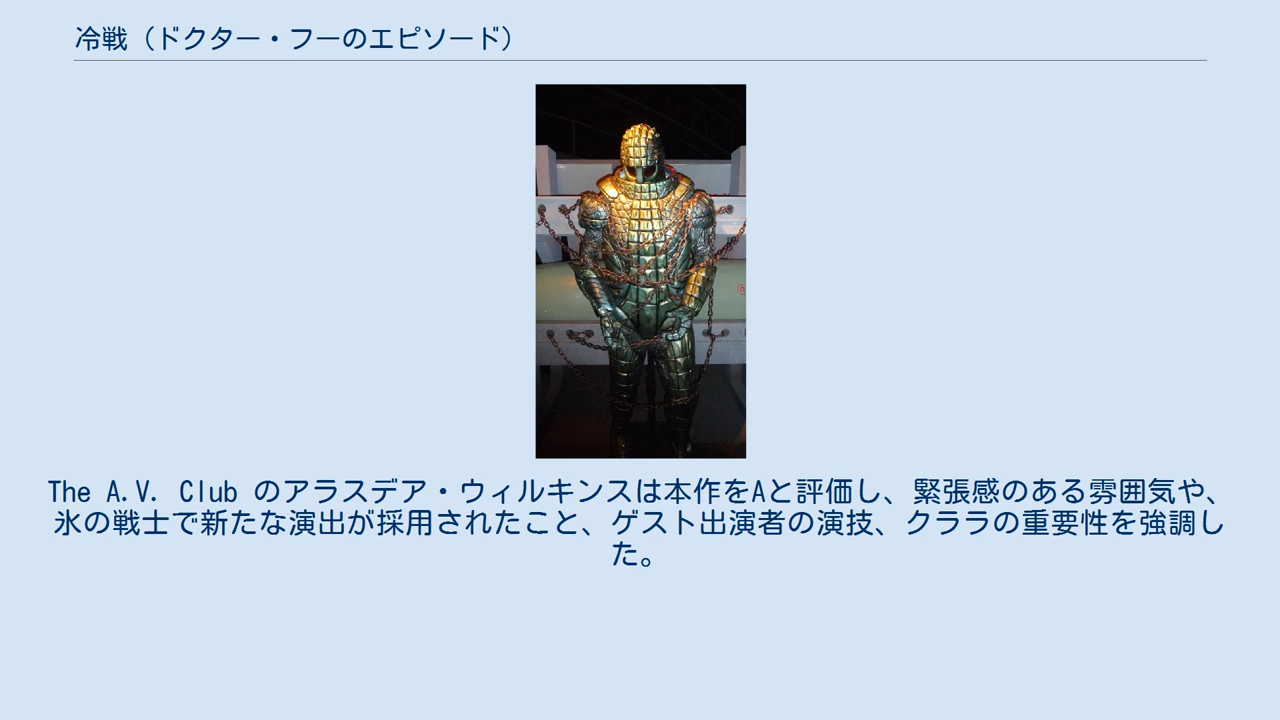 冷戦（ドクター・フーのエピソード）
The A.V. Club のアラスデア・ウィルキンスは本作をAと評価し、緊張感のある雰囲気や、
氷の戦士で新たな演出が採用されたこと、ゲスト出演者の演技、クララの重要性を強調し
た。